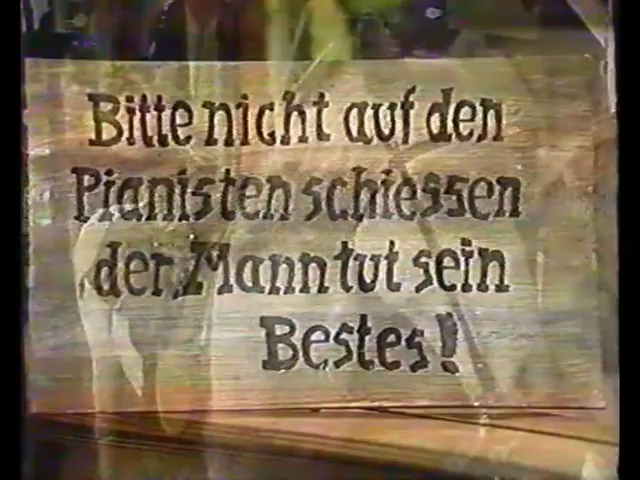 Bitte nicht auf den
Pianisten schiessen
der Mann tut sein
Bestes!